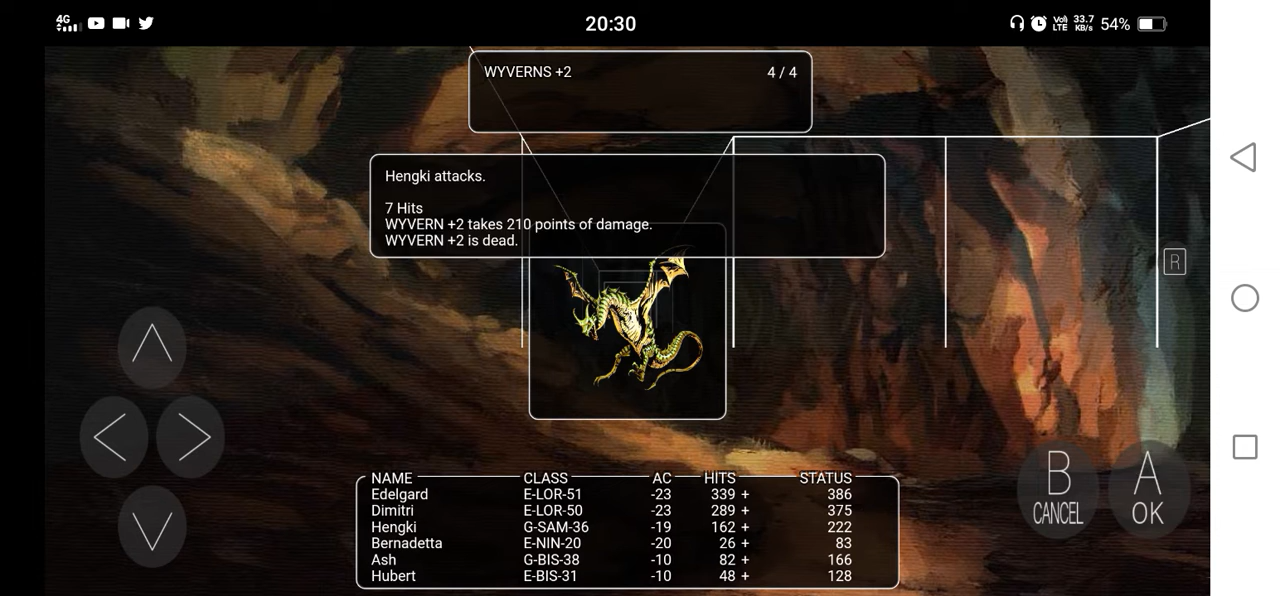 4G 20:30 Vo) LTE 33.7 KB/s 54%
WYVERNS +2 4 / 4
Hengki attacks.
7 Hits
WYVERN +2 takes 210 points of damage.
WYVERN +2 is dead.
R
NAME CLASS AC HITS STATUS
Edelgard E-LOR-51 -23 339 + 386
Dimitri E-LOR-50 -23 289 + 375
Hengki G-SAM-36 -19 162 + 222
Bernadetta E-NIN-20 -20 26 + 83
Ash G-BIS-38 -10 82 + 166
Hubert E-BIS-31 -10 48 + 128
B
CANCEL
A
OK